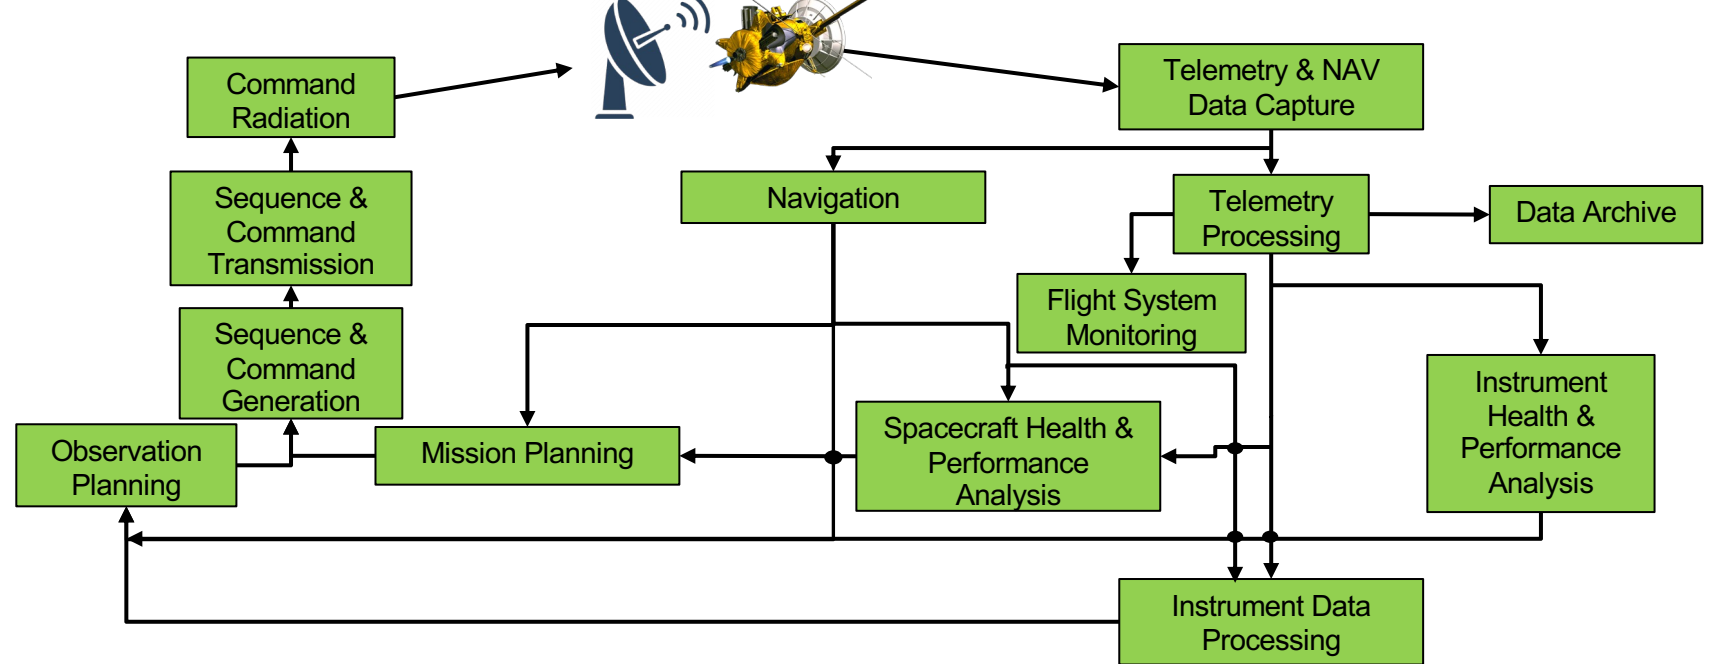 Command
Radiation
Telemetry & NAV
Data Capture
Sequence &
Command
Transmission
Navigation
Telemetry
Processing
Data Archive
Flight System
Monitoring
Sequence &
Command
Generation
Instrument
Health &
Performance
Analysis
Observation
Planning
Mission Planning
Spacecraft Health &
Performance
Analysis
Instrument Data
Processing